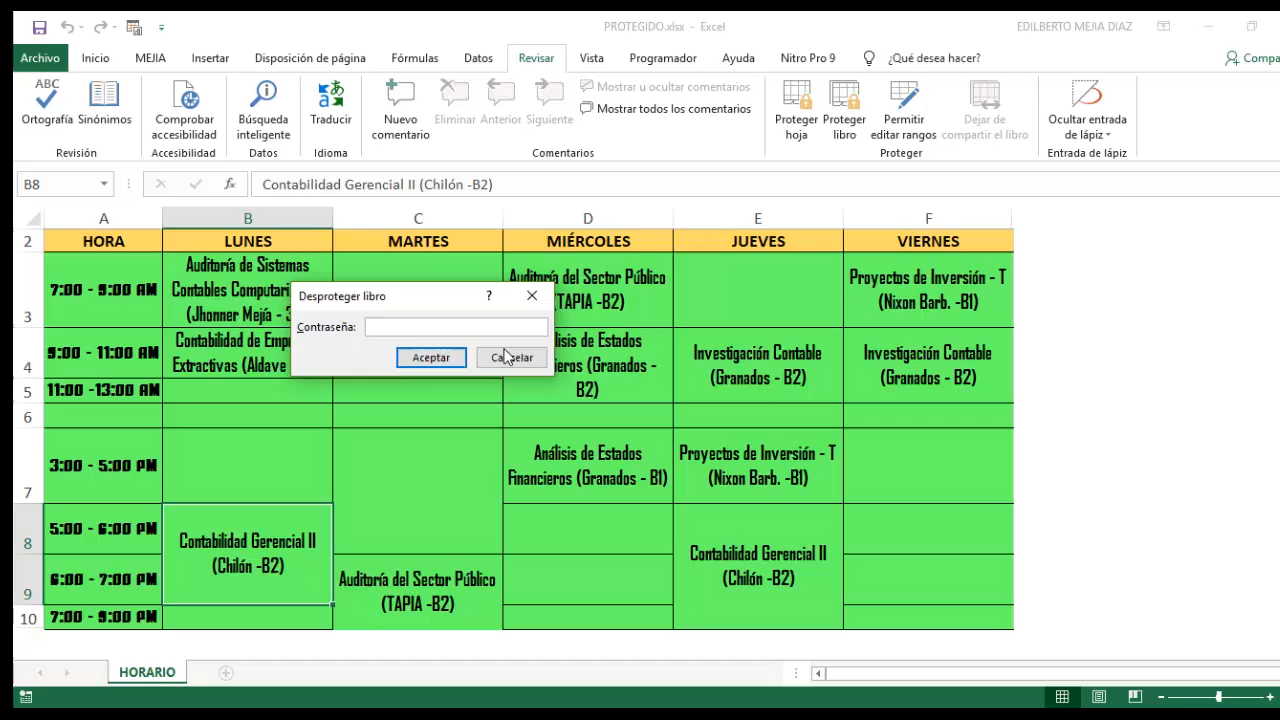 PROTEGIDO.xlsx - Excel
EDILBERTO MEJIA DIAZ
Archivo Inicio MEJIA Insertar Disposición de página Fórmulas Datos Revisar Vista Programador Ayuda Nitro Pro 9 ¿Qué desea hacer?
ABC
Ortografía
Sinónimos
Comprobar
accesibilidad
Búsqueda
inteligente
Traducir
Nuevo
comentario
Eliminar
Anterior
Siguiente
Mostrar u ocultar comentarios
Mostrar todos los comentarios
Proteger
hoja
Proteger
libro
Permitir
editar rangos
Dejar de
compartir el libro
Ocultar entrada
de lápiz
Revisión Accesibilidad Datos Idioma Comentarios Proteger Entrada de lápiz
B8 fx Contabilidad Gerencial II (Chilón -B2)
A B C D E F
2 HORA LUNES MARTES MIÉRCOLES JUEVES VIERNES
3
7:00 - 9:00 AM
Auditoría de Sistemas
Contables
(Jhonner Mejía -
Auditoría del Sector Público
(TAPIA -B2)
Proyectos de Inversión - T
(Nixon Barb. -B1)
4
9:00 - 11:00 AM
Contabilidad de
Extractivas (Aldave
de Estados
(Granados -
B2)
Investigación Contable
(Granados - B2)
Investigación Contable
(Granados - B2)
5
11:00 -13:00 AM
6
7
3:00 - 5:00 PM
Análisis de Estados
Financieros (Granados - B1)
Proyectos de Inversión - T
(Nixon Barb. -B1)
8
5:00 - 6:00 PM
Contabilidad Gerencial II
(Chilón -B2)
Contabilidad Gerencial II
(Chilón -B2)
9
6:00 - 7:00 PM
Auditoría del Sector Público
(TAPIA -B2)
10
7:00 - 9:00 PM
Desproteger libro ?
Contraseña:
Aceptar Cancelar
HORARIO